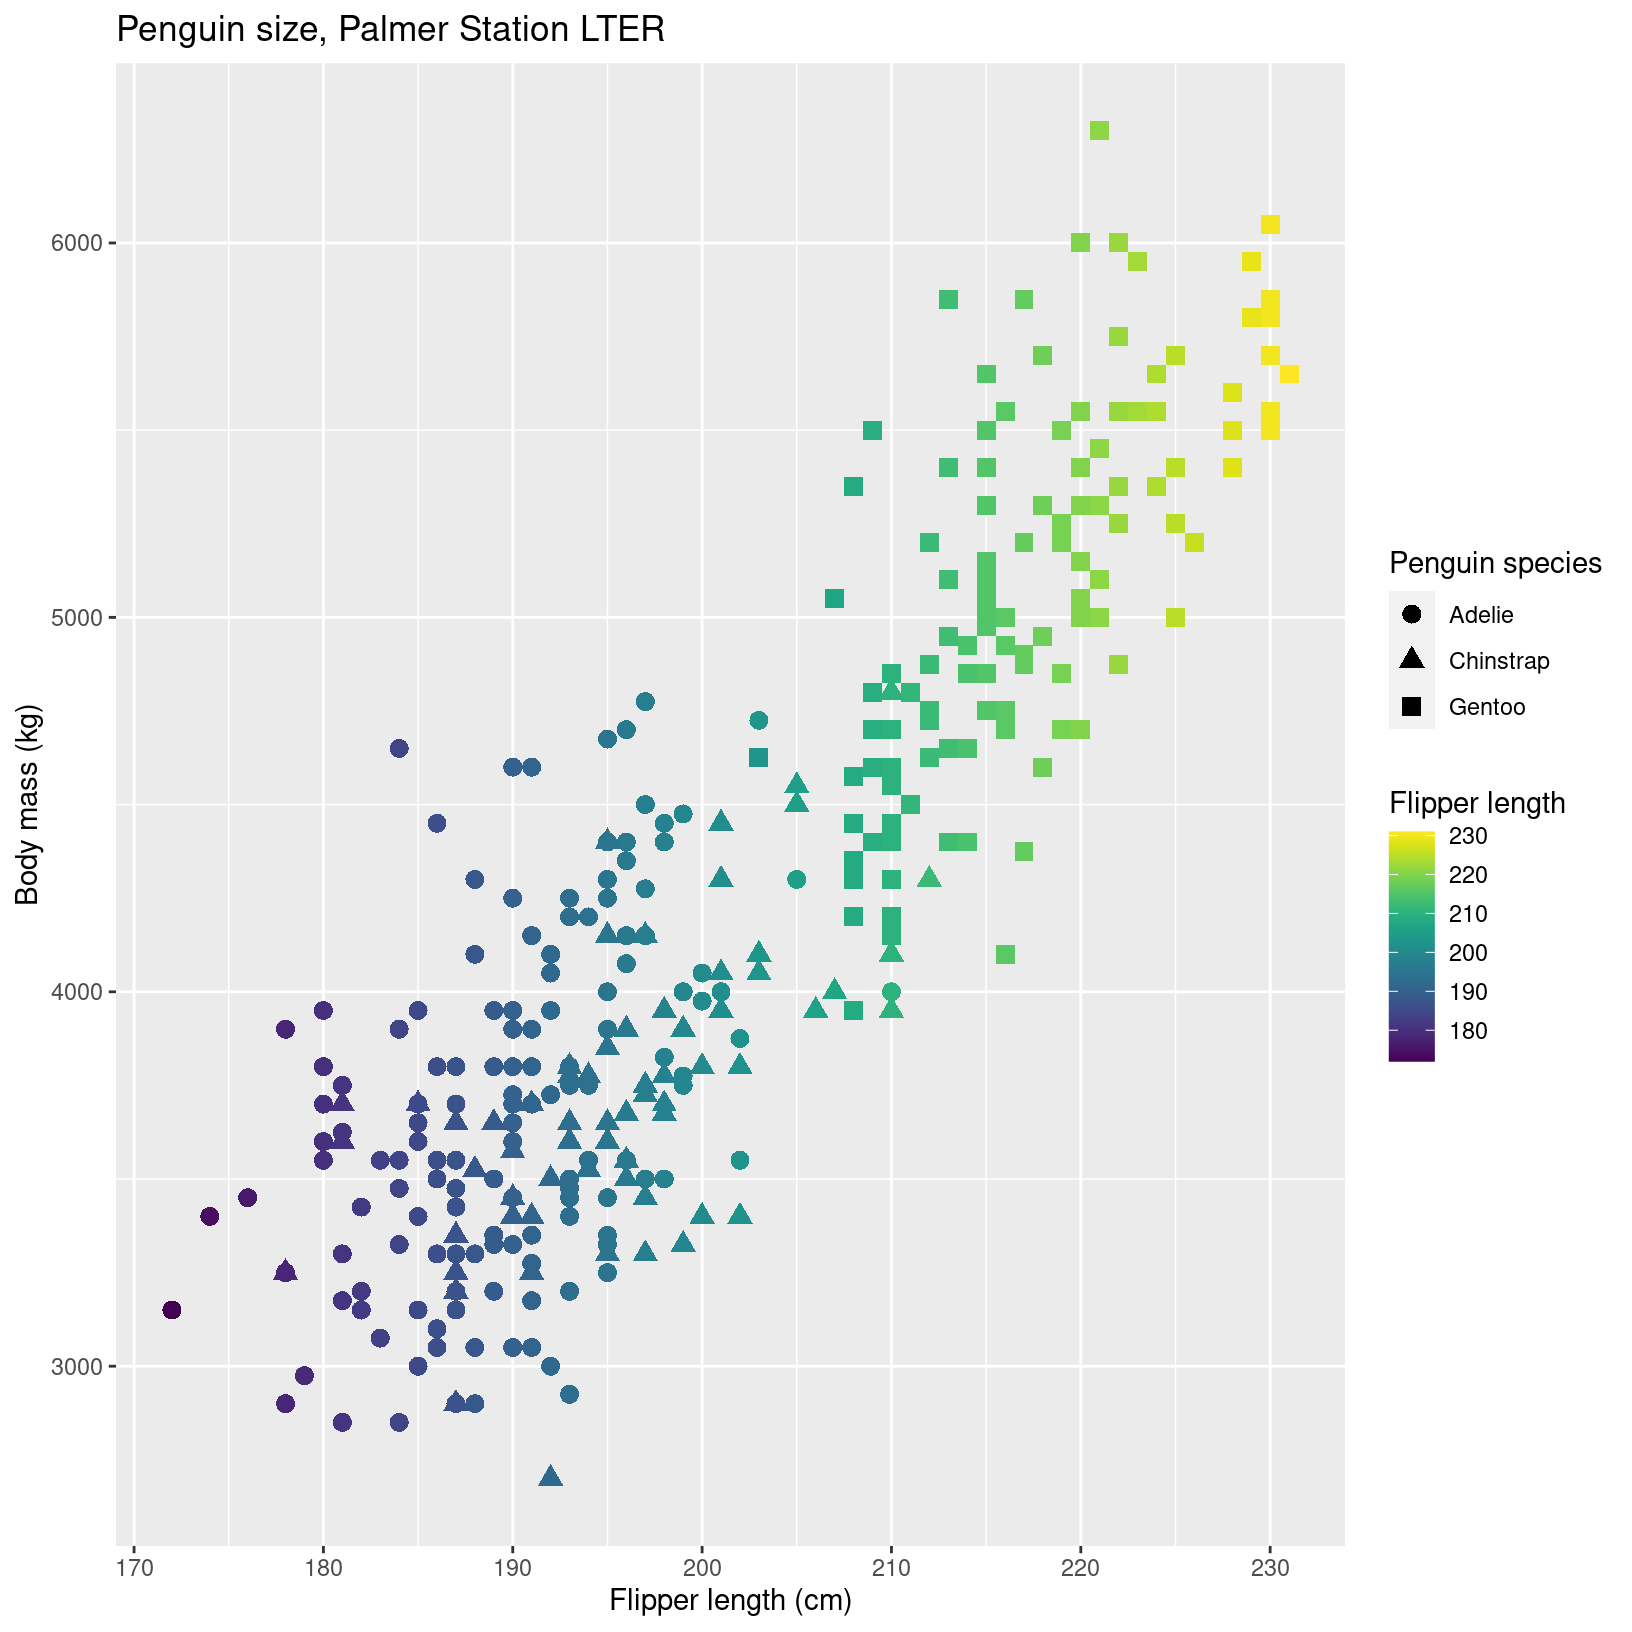 Penguin size, Palmer Station LTER
Body mass (kg)
6000
5000
4000
3000
170 180 190 200 210 220 230
Flipper length (cm)
Penguin species
Adelie
Chinstrap
Gentoo
Flipper length
230
220
210
200
190
180